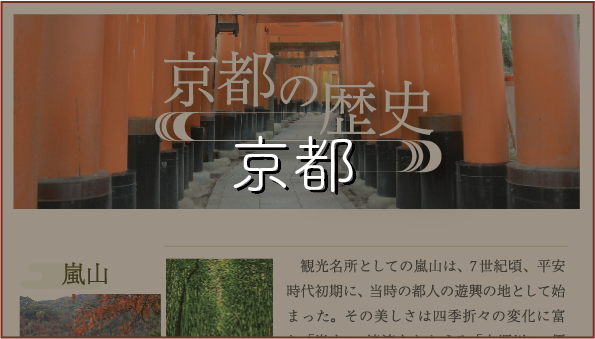 京都の歴史
京都
嵐山
観光名所としての嵐山は、7世紀頃、平安
時代初期に、当時の都人の遊興の地として始
まった。その美しさは四季折々の変化に富